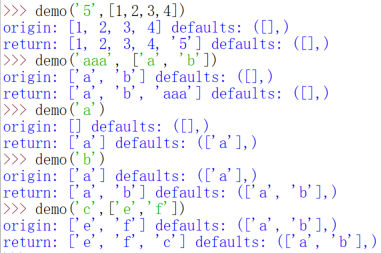 >>> demo('5',[1,2,3,4])
origin: [1, 2, 3, 4] defaults: ([],)
return: [1, 2, 3, 4, '5'] defaults: ([],)
>>> demo('aaa', ['a', 'b'])
origin: ['a', 'b'] defaults: ([],)
return: ['a', 'b', 'aaa'] defaults: ([],)
>>> demo('a')
origin: [] defaults: ([],)
return: ['a'] defaults: (['a'],)
>>> demo('b')
origin: ['a'] defaults: (['a'],)
return: ['a', 'b'] defaults: (['a', 'b'],)
>>> demo('c',['e','f'])
origin: ['e', 'f'] defaults: (['a', 'b'],)
return: ['e', 'f', 'c'] defaults: (['a', 'b'],)